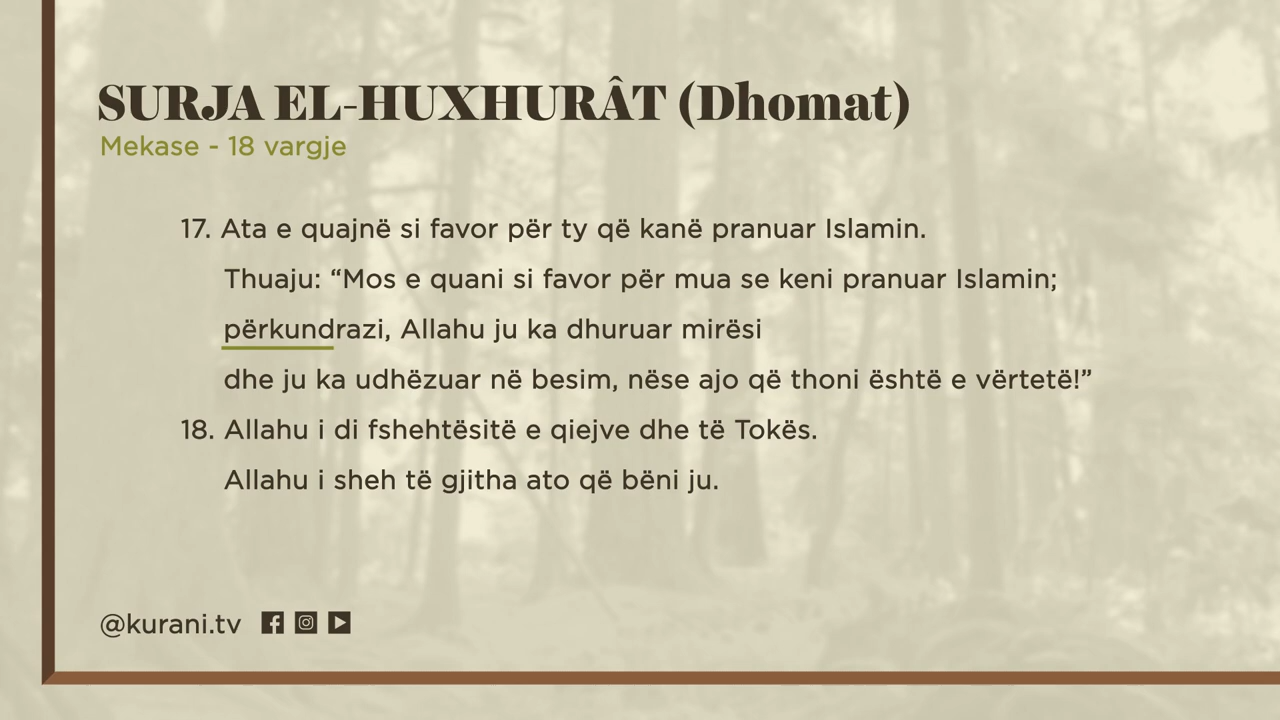 SURJA EL-HUXHURÂT (Dhomat)
Mekase - 18 vargje
17. Ata e quajnë si favor për ty që kanë pranuar Islamin.
Thuaju: “Mos e quani si favor për mua se keni pranuar Islamin;
përkundrazi, Allahu ju ka dhuruar mirësi
dhe ju ka udhëzuar në besim, nëse ajo që thoni është e vërtetë!”
18. Allahu i di fshehtësitë e qiejve dhe të Tokës.
Allahu i sheh të gjitha ato që bëni ju.
@kurani.tv